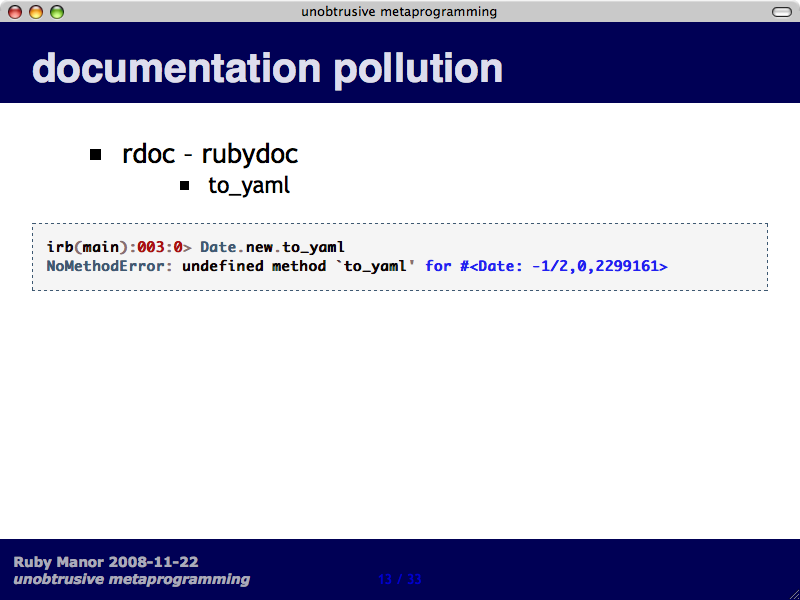 unobtrusive metaprogramming
documentation pollution
rdoc - rubydoc
to_yaml
irb(main):003:0> Date.new.to_yaml
NoMethodError: undefined method `to_yaml' for #<Date: -1/2,0,2299161>
Ruby Manor 2008-11-22
unobtrusive metaprogramming
13 / 33